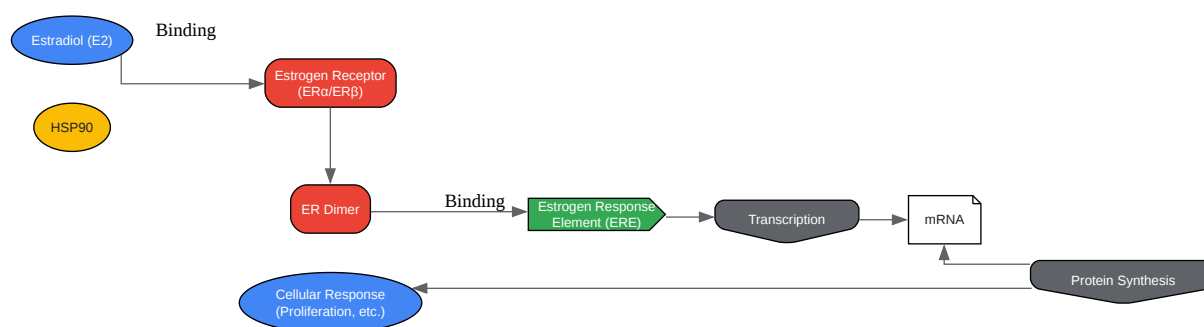 Estradiol (E2)
Binding
Estrogen Receptor
(ERα/ERβ)
HSP90
ER Dimer
Binding
Estrogen Response
Element (ERE)
Transcription
mRNA
Protein Synthesis
Cellular Response
(Proliferation, etc.)